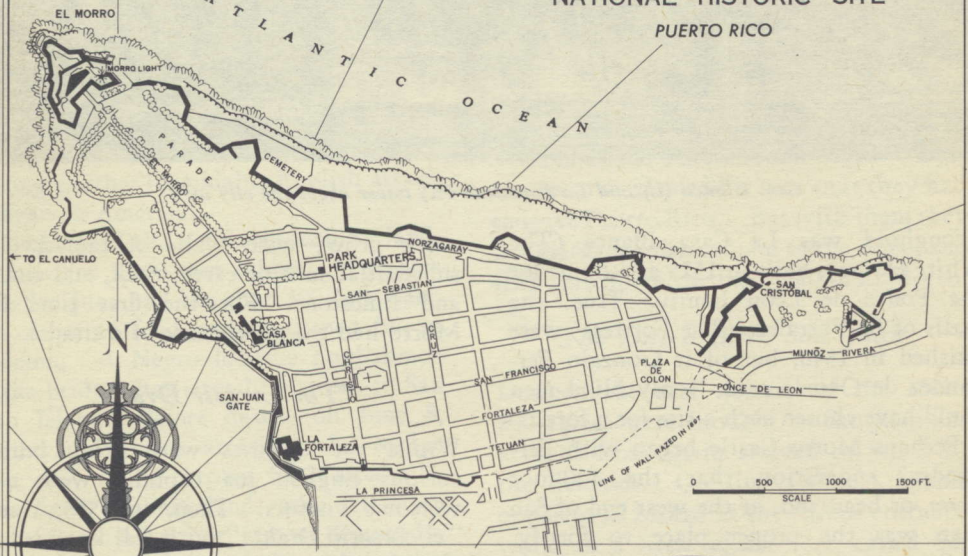 NATIONAL HISTORIC SITE
PUERTO RICO
EL MORRO
ATLANTIC OCEAN
MORRO LIGHT
PARADE
EL MORRO
CEMETERY
NORZAGARAY
PARK
HEADQUARTERS
TO EL CANUELO
SAN SEBASTIAN
SAN
CRISTOBAL
CASA
BLANCA
CRISTO
CRUZ
MUÑOZ RIVERA
N
PLAZA
DE
COLON
SAN FRANCISCO
PONCE DE LEON
SAN JUAN
GATE
FORTALEZA
LA
FORTALEZA
TETUAN
LINE OF WALL RAZED IN 1897
LA PRINCESA
0 500 1000 1500 FT.
SCALE